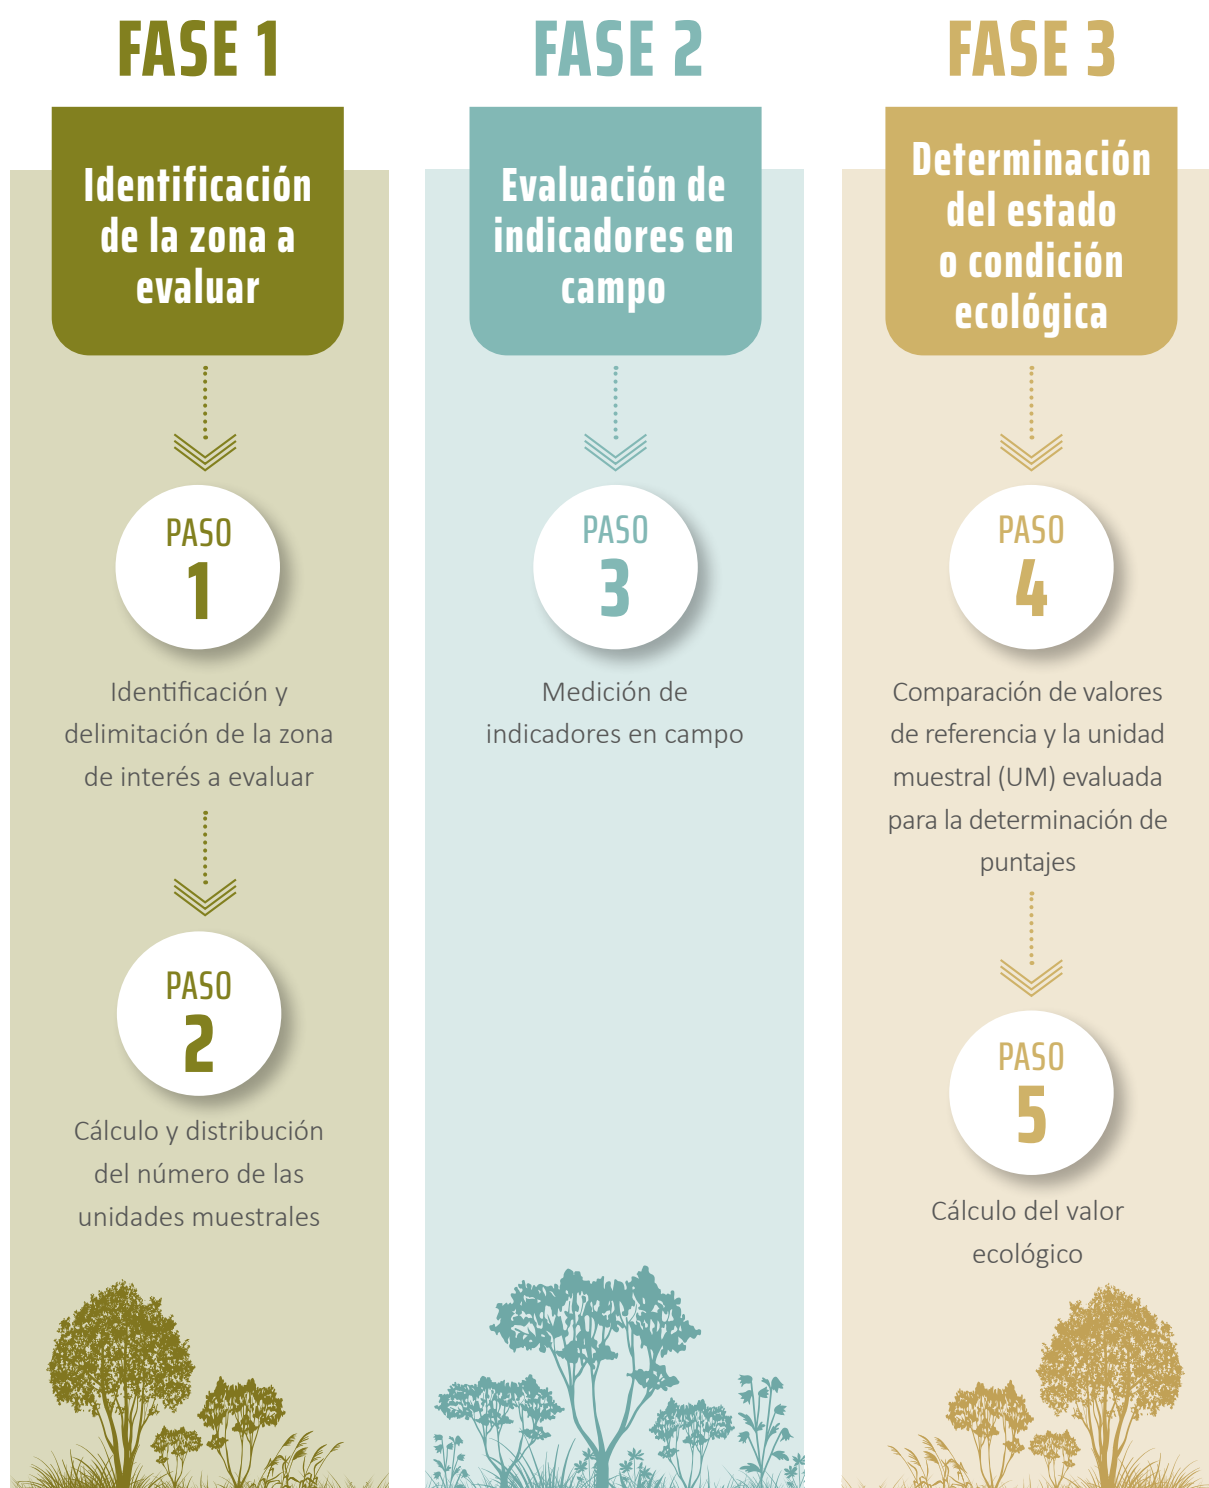 FASE 1
Identificación
de la zona a
evaluar
PASO
1
Identificación y
delimitación de la zona
de interés a evaluar
PASO
2
Cálculo y distribución
del número de las
unidades muestrales
FASE 2
Evaluación de
indicadores en
campo
PASO
3
Medición de
indicadores en campo
FASE 3
Determinación
del estado
o condición
ecológica
PASO
4
Comparación de valores
de referencia y la unidad
muestral (UM) evaluada
para la determinación de
puntajes
PASO
5
Cálculo del valor
ecológico